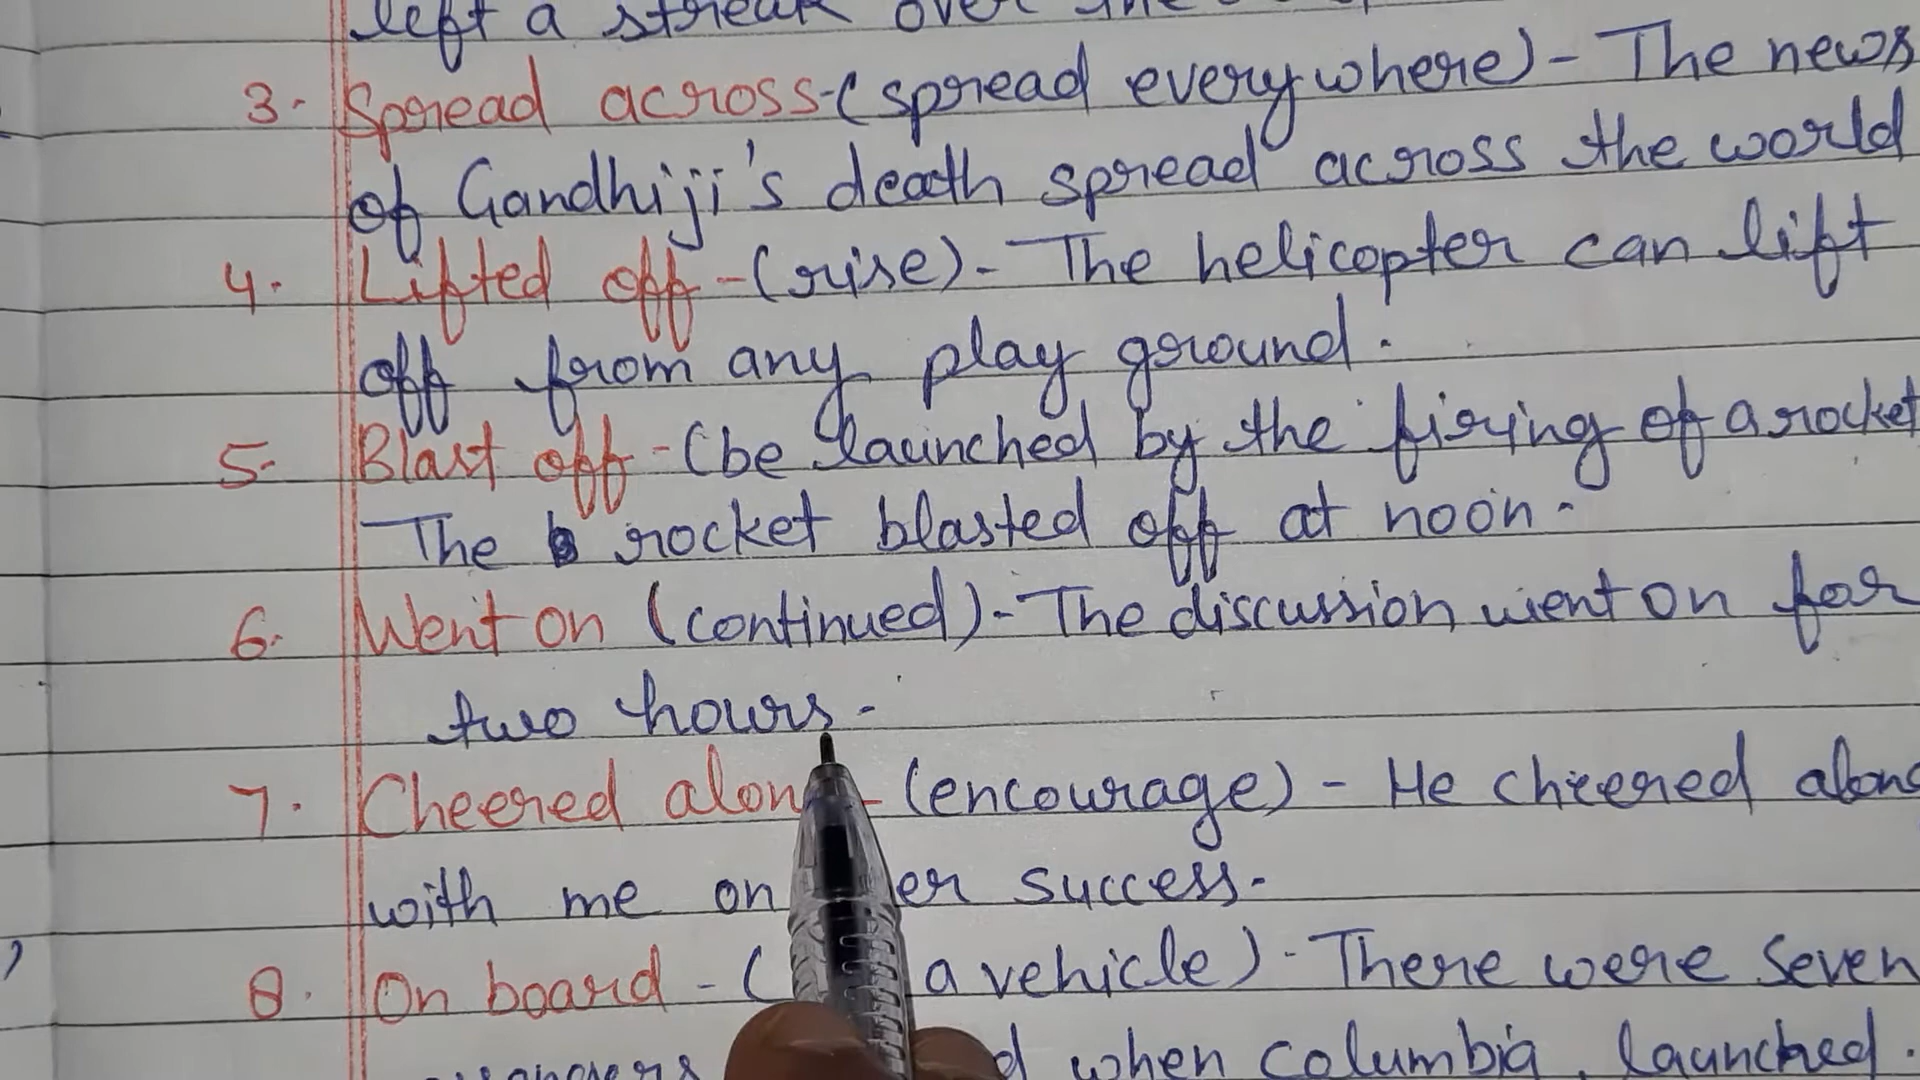 left a streak over the
3. Spread across-(spread everywhere)- The news
of Gandhiji's death spread across the world
4. Lifted off-(rise)- The helicopter can lift
off from any play ground.
5. Blast off-(be launched by the firing of a rocket
The rocket blasted off at noon.
6. Went on (continued)- The discussion went on for
two hours.
7. Cheered - (encourage) - He cheered along
with me on success.
8. On board - ( a vehicle). There were seven
when columbia, launched.